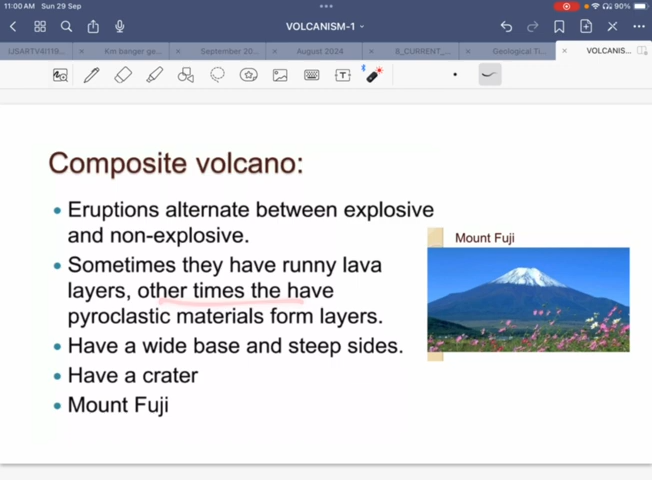 11:00 AM Sun 29 Sep
90%
VOLCANISM-1
IJSARTV4I119...
Km banger ge...
September 20...
August 2024
8_CURRENT_...
Geological Ti...
VOLCANIS...
T
Composite volcano:
• Eruptions alternate between explosive
and non-explosive.
• Sometimes they have runny lava
layers, other times the have
pyroclastic materials form layers.
• Have a wide base and steep sides.
• Have a crater
• Mount Fuji
Mount Fuji